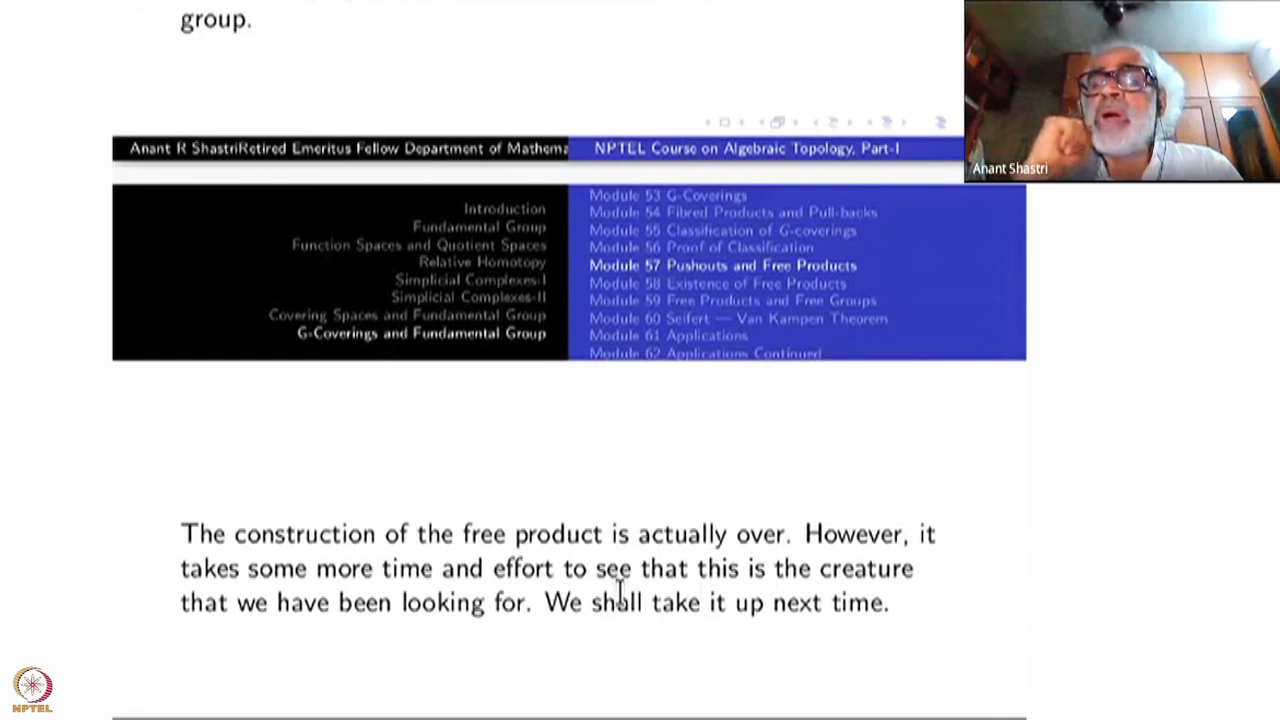 group.
Anant Shastri
Anant R ShastriRetired Emeritus Fellow Department of Mathema
NPTEL Course on Algebraic Topology, Part-I
Introduction
Fundamental Group
Function Spaces and Quotient Spaces
Relative Homotopy
Simplicial Complexes-I
Simplicial Complexes-II
Covering Spaces and Fundamental Group
G-Coverings and Fundamental Group
Module 53 G-Coverings
Module 54 Fibred Products and Pull-backs
Module 55 Classification of G-coverings
Module 56 Proof of Classification
Module 57 Pushouts and Free Products
Module 58 Existence of Free Products
Module 59 Free Products and Free Groups
Module 60 Seifert — Van Kampen Theorem
Module 61 Applications
Module 62 Applications Continued
The construction of the free product is actually over. However, it
takes some more time and effort to see that this is the creature
that we have been looking for. We shall take it up next time.
NPTEL